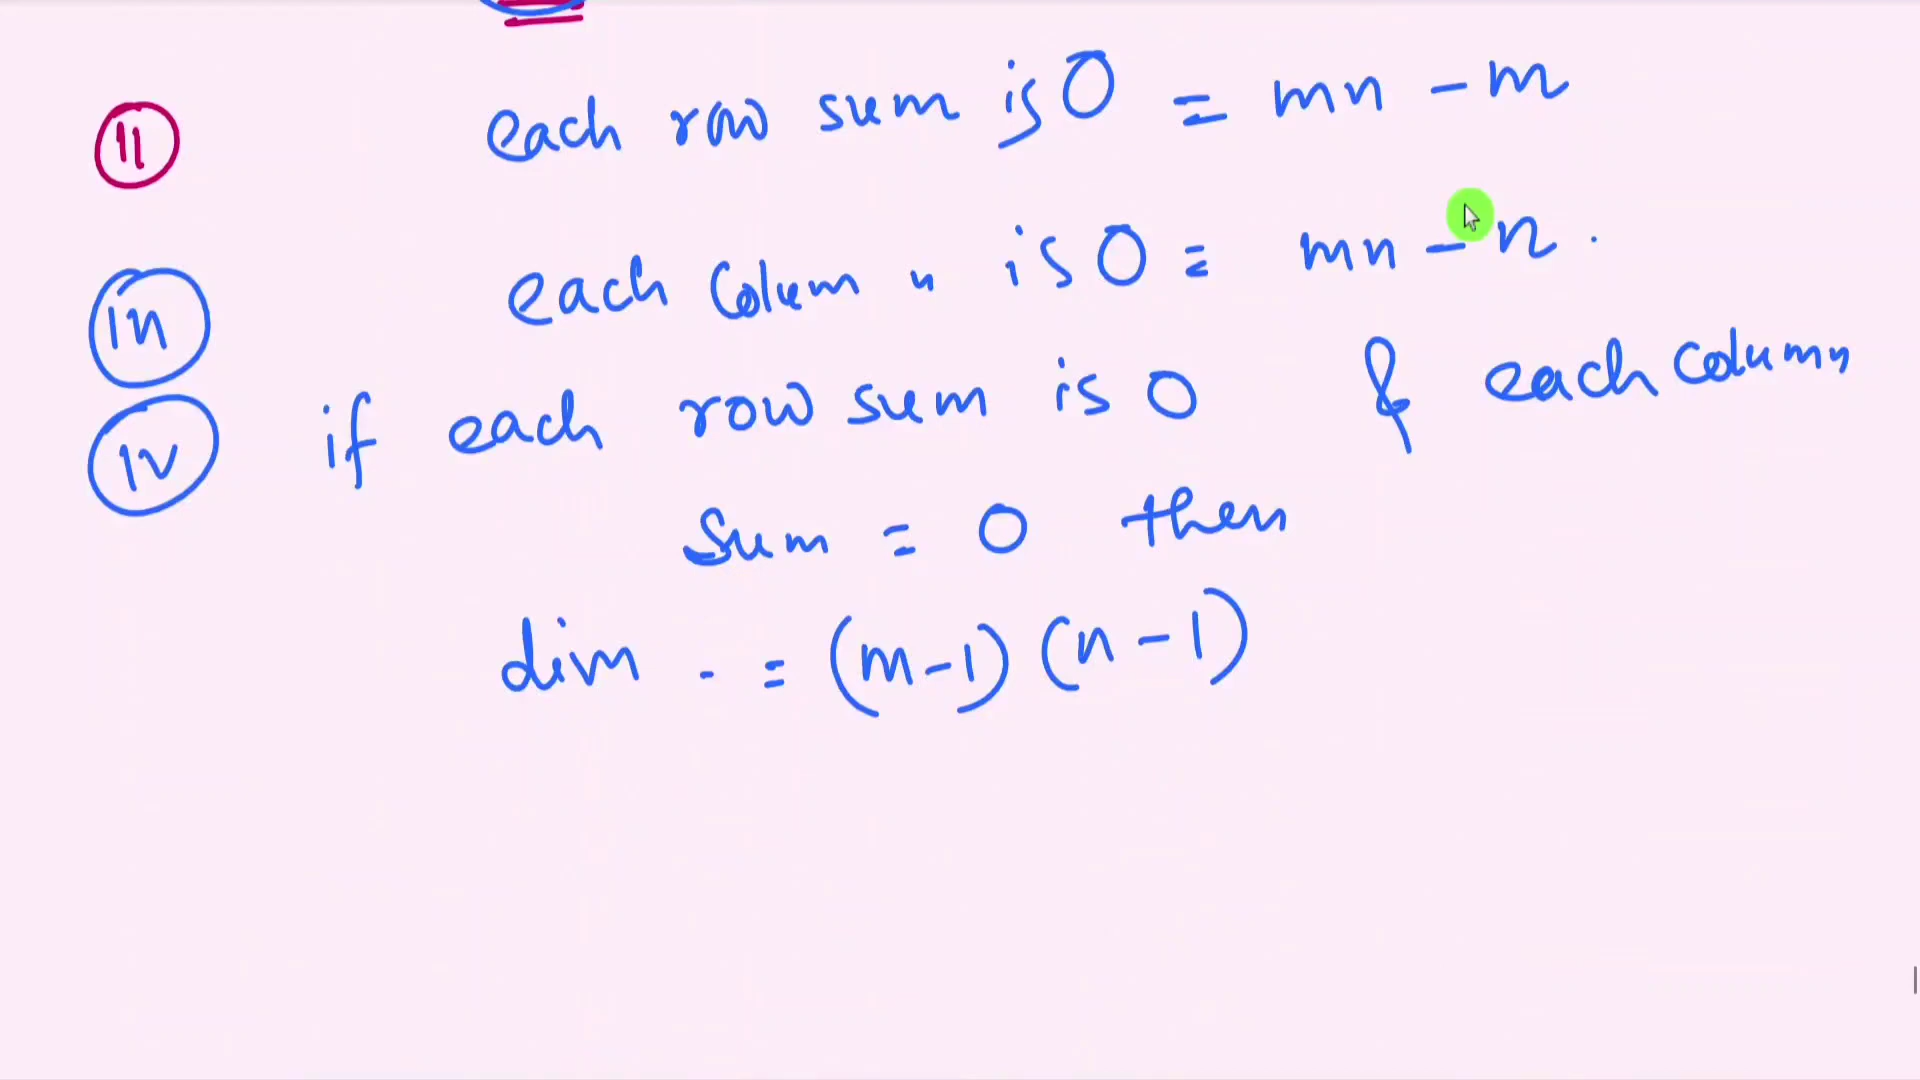 ii each row sum is 0 = mn - m
iii each column is 0 = mn - n.
iv if each row sum is 0 & each column
sum = 0 then
dim = (m-1)(n-1)